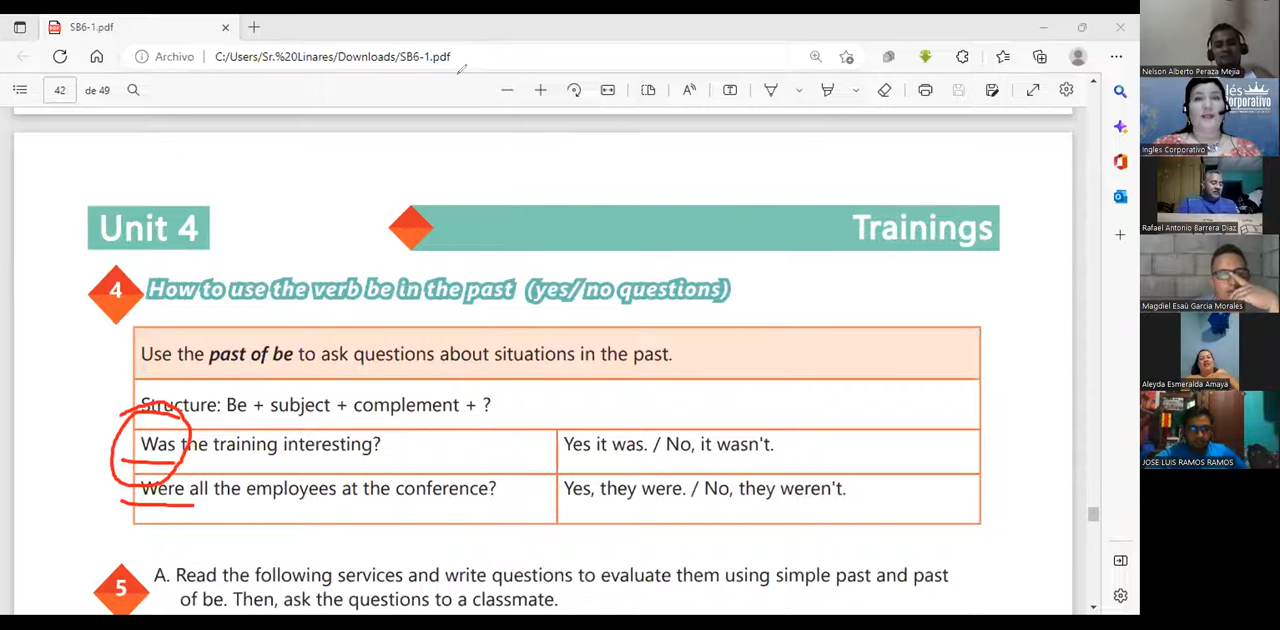 SB6-1.pdf
Archivo
C:/Users/Sr.%20Linares/Downloads/SB6-1.pdf
42 de 49
Unit 4
Trainings
4 How to use the verb be in the past (yes/no questions)
Use the past of be to ask questions about situations in the past.
Structure: Be + subject + complement + ?
Was the training interesting?
Yes it was. / No, it wasn't.
Were all the employees at the conference?
Yes, they were. / No, they weren't.
5 A. Read the following services and write questions to evaluate them using simple past and past
of be. Then, ask the questions to a classmate.
Nelson Alberto Peraza Mejia
lés
orporativo
Ingles Corporativo
Rafael Antonio Barrera Diaz
Magdiel Esaù Garcia Morales
Aleyda Esmeralda Amaya
JOSE LUIS RAMOS RAMOS